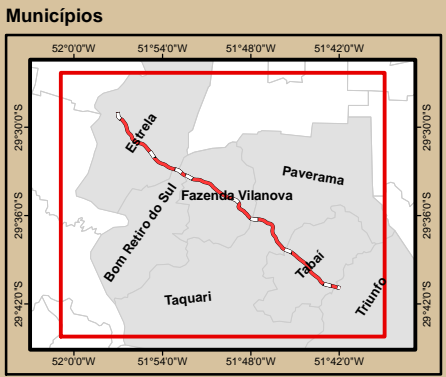 Municípios
52°0'0"W 51°54'0"W 51°48'0"W 51°42'0"W
29°30'0"S 29°30'0"S
Estrela
Paverama
Fazenda Vilanova
Bom Retiro do Sul
29°36'0"S 29°36'0"S
Tabaí
Triunfo
Taquari
29°42'0"S 29°42'0"S
52°0'0"W 51°54'0"W 51°48'0"W 51°42'0"W